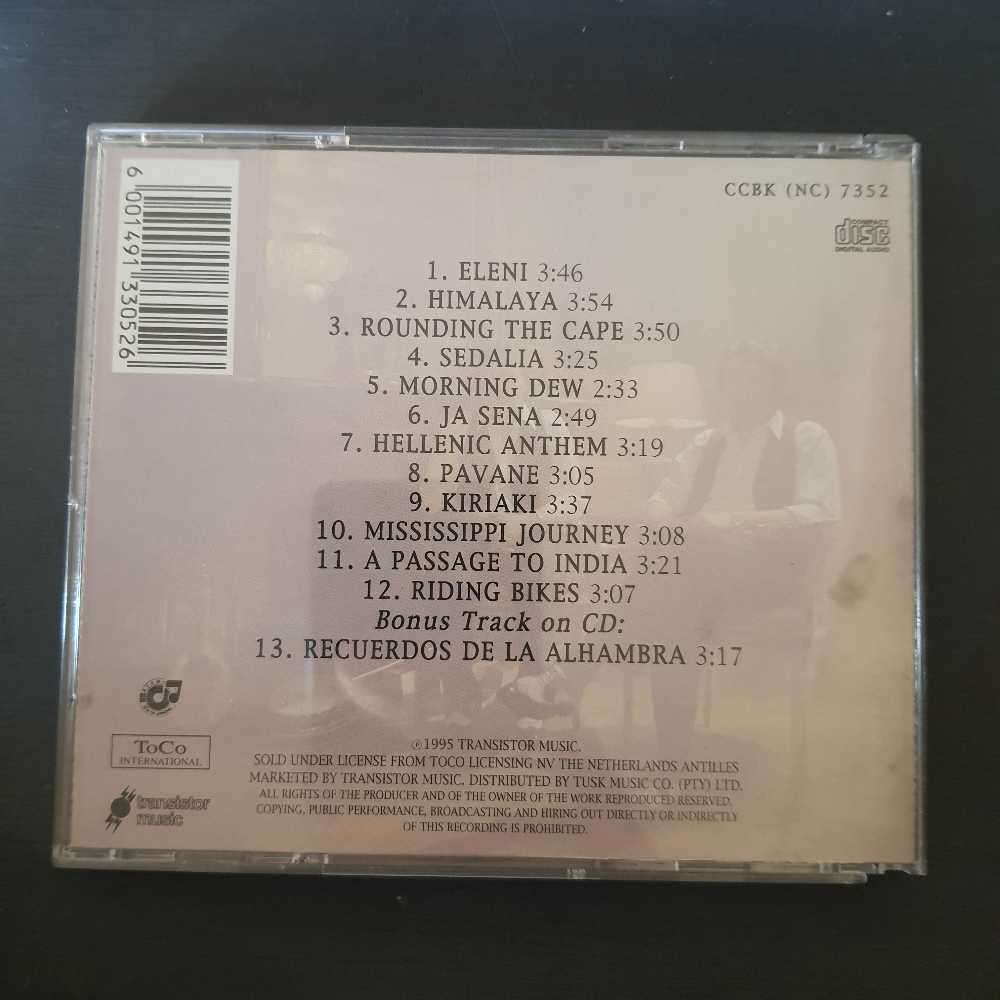 6 001491 330526
CCBK (NC) 7352
COMPACT
disc
DIGITAL AUDIO
1. ELENI 3:46
2. HIMALAYA 3:54
3. ROUNDING THE CAPE 3:50
4. SEDALIA 3:25
5. MORNING DEW 2:33
6. JA SENA 2:49
7. HELLENIC ANTHEM 3:19
8. PAVANE 3:05
9. KIRIAKI 3:37
10. MISSISSIPPI JOURNEY 3:08
11. A PASSAGE TO INDIA 3:21
12. RIDING BIKES 3:07
Bonus Track on CD:
13. RECUERDOS DE LA ALHAMBRA 3:17
ToCo
INTERNATIONAL
transistor
music
℗ 1995 TRANSISTOR MUSIC.
SOLD UNDER LICENSE FROM TOCO LICENSING NV THE NETHERLANDS ANTILLES
MARKETED BY TRANSISTOR MUSIC. DISTRIBUTED BY TUSK MUSIC CO. (PTY) LTD.
ALL RIGHTS OF THE PRODUCER AND OF THE OWNER OF THE WORK REPRODUCED RESERVED.
COPYING, PUBLIC PERFORMANCE, BROADCASTING AND HIRING OUT DIRECTLY OR INDIRECTLY
OF THIS RECORDING IS PROHIBITED.